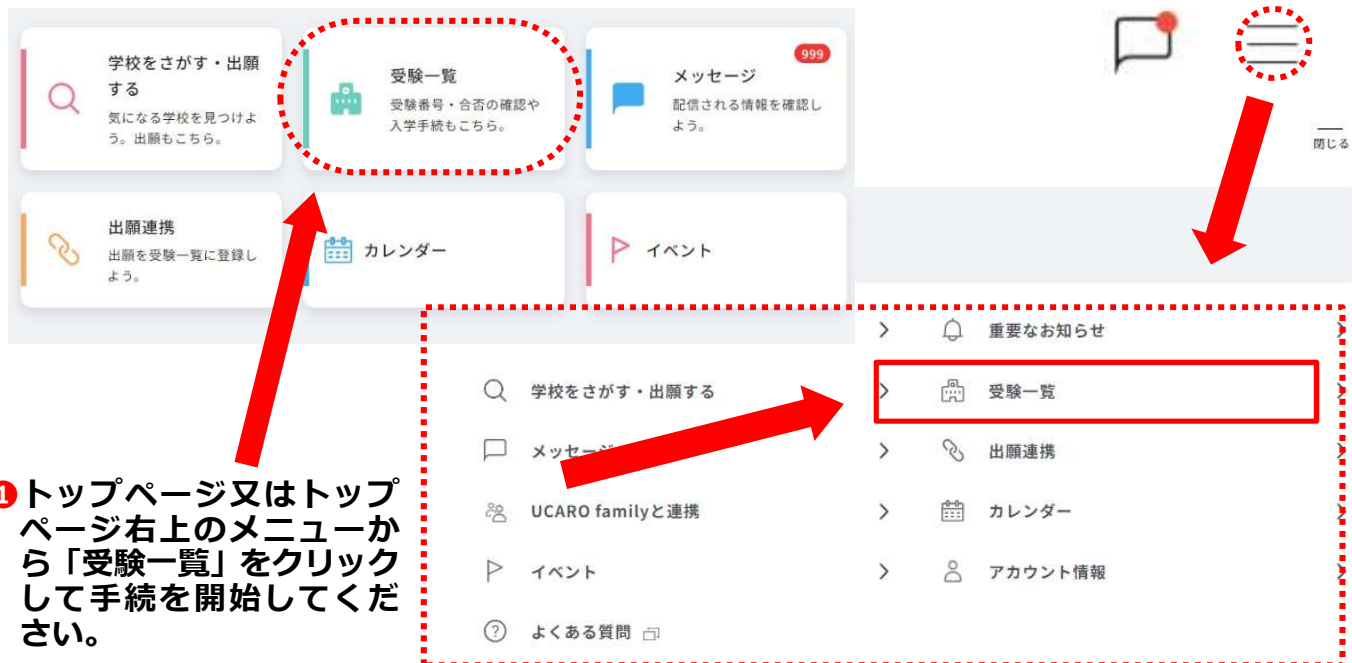 学校をさがす・出願
する
気になる学校を見つけよ
う。出願もこちら。
受験一覧
受験番号・合否の確認や
入学手続もこちら。
999
メッセージ
配信される情報を確認し
よう。
閉じる
出願連携
出願を受験一覧に登録し
よう。
カレンダー
イベント
重要なお知らせ
学校をさがす・出願する
受験一覧
メッセージ
出願連携
UCARO familyと連携
カレンダー
イベント
アカウント情報
よくある質問
❶トップページ又はトップ
ページ右上のメニューか
ら「受験一覧」をクリック
して手続を開始してくだ
さい。